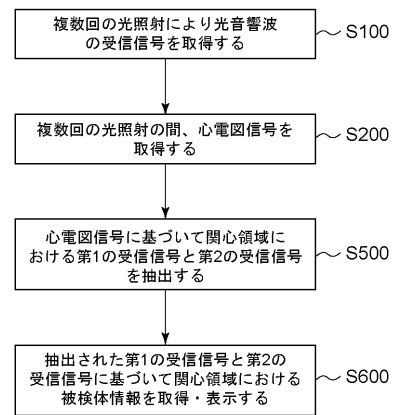 複数回の光照射により光音響波
の受信信号を取得する
S100
複数回の光照射の間、心電図信号を
取得する
S200
心電図信号に基づいて関心領域に
おける第1の受信信号と第2の受信信号
を抽出する
S500
抽出された第1の受信信号と第2の
受信信号に基づいて関心領域における
被検体情報を取得・表示する
S600